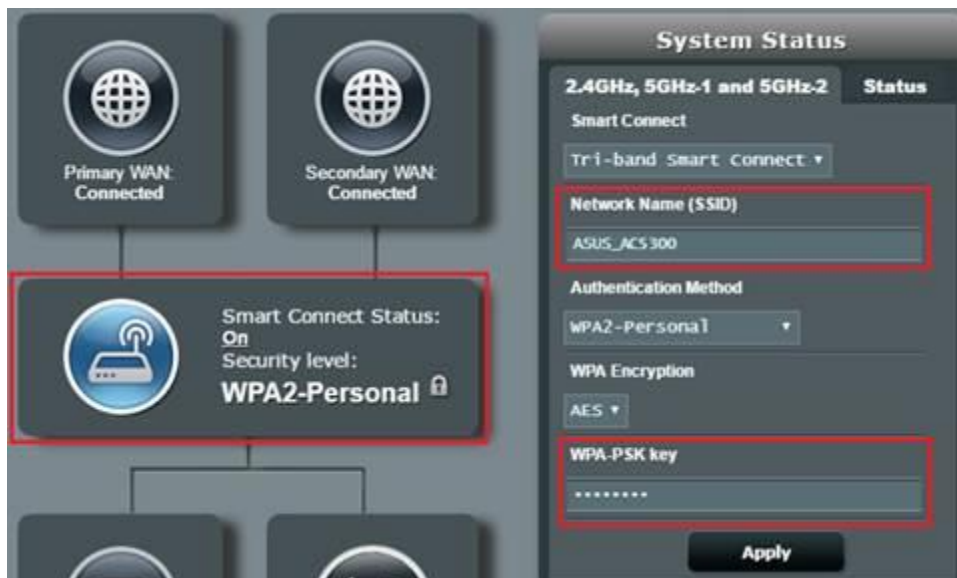 System Status
2.4GHz, 5GHz-1 and 5GHz-2 Status
Smart Connect
Tri-band Smart Connect
Network Name (SSID)
ASUS_AC5300
Authentication Method
WPA2-Personal
WPA Encryption
AES
WPA-PSK key
••••••••
Apply
Primary WAN:
Connected
Secondary WAN:
Connected
Smart Connect Status:
On
Security level:
WPA2-Personal